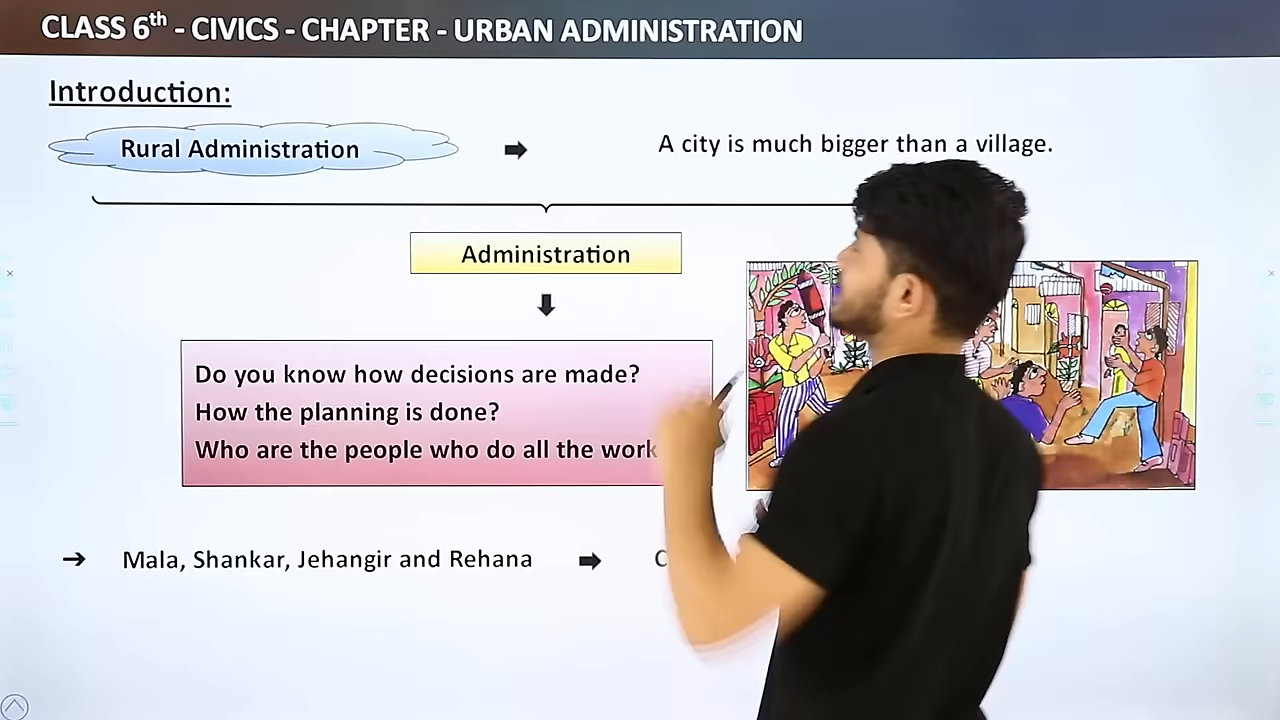 CLASS 6th - CIVICS - CHAPTER - URBAN ADMINISTRATION
Introduction:
Rural Administration ➡ A city is much bigger than a village.
Administration
Do you know how decisions are made?
How the planning is done?
Who are the people who do all the work
→ Mala, Shankar, Jehangir and Rehana ➡